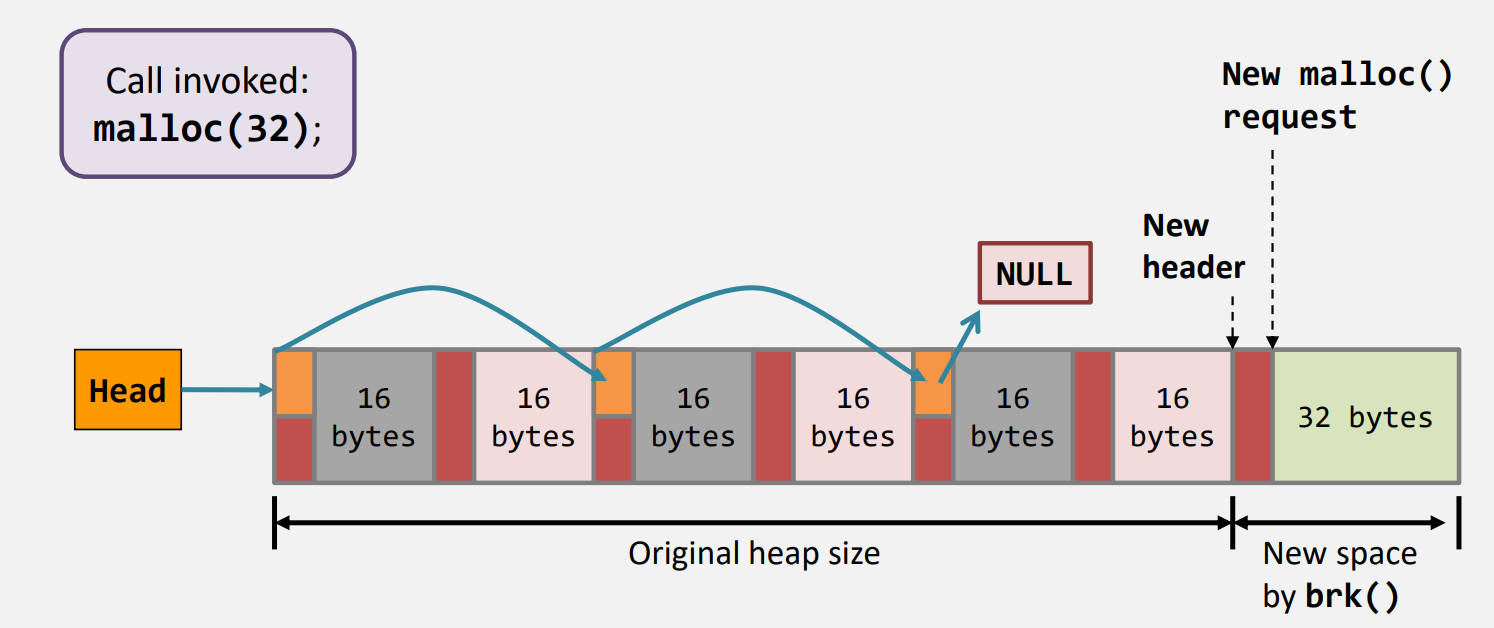 Call invoked:
malloc(32);
New malloc()
request
New
header
NULL
Head
16
bytes
16
bytes
16
bytes
16
bytes
16
bytes
16
bytes
32 bytes
Original heap size
New space
by brk()